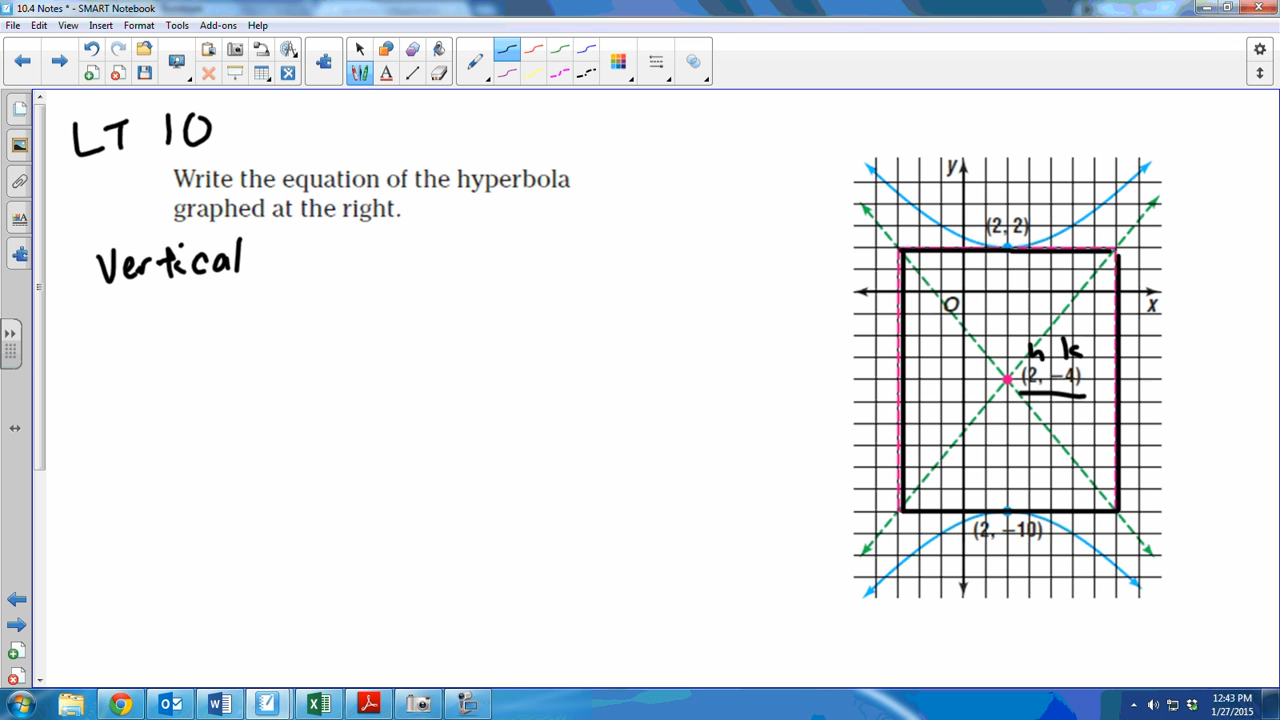 10.4 Notes * - SMART Notebook
File Edit View Insert Format Tools Add-ons Help
LT 10
Write the equation of the hyperbola
graphed at the right.
Vertical
y
(2, 2)
O
x
h k
(2, −4)
(2, −10)
12:43 PM
1/27/2015